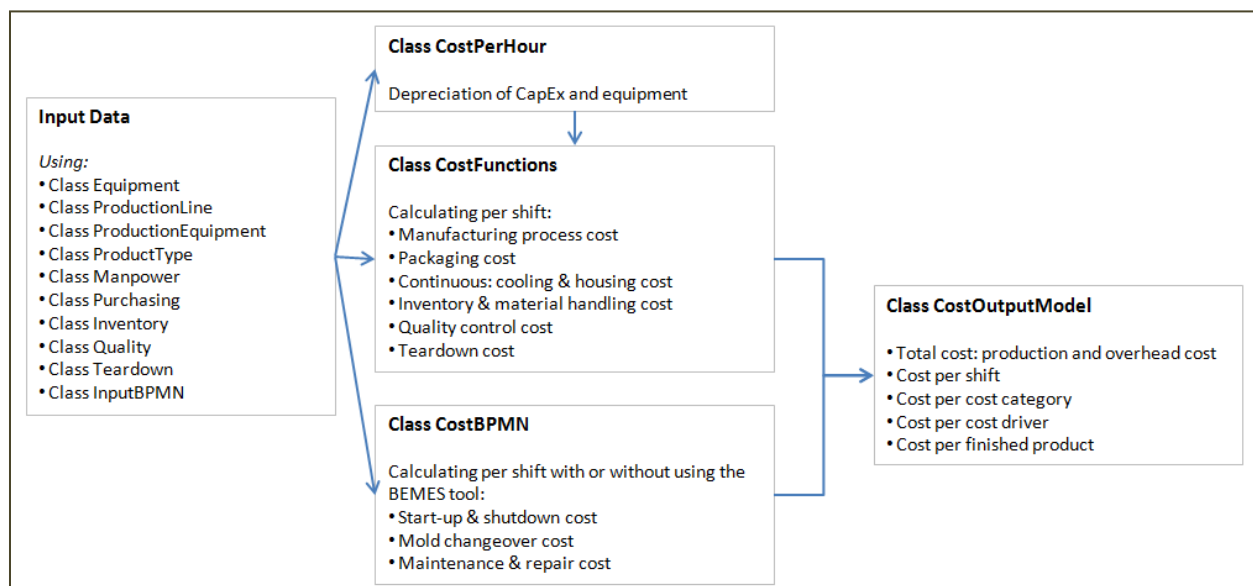 Input Data
Using:
• Class Equipment
• Class ProductionLine
• Class ProductionEquipment
• Class ProductType
• Class Manpower
• Class Purchasing
• Class Inventory
• Class Quality
• Class Teardown
• Class InputBPMN
Class CostPerHour
Depreciation of CapEx and equipment
Class CostFunctions
Calculating per shift:
• Manufacturing process cost
• Packaging cost
• Continuous: cooling & housing cost
• Inventory & material handling cost
• Quality control cost
• Teardown cost
Class CostBPMN
Calculating per shift with or without using the
BEMES tool:
• Start-up & shutdown cost
• Mold changeover cost
• Maintenance & repair cost
Class CostOutputModel
• Total cost: production and overhead cost
• Cost per shift
• Cost per cost category
• Cost per cost driver
• Cost per finished product